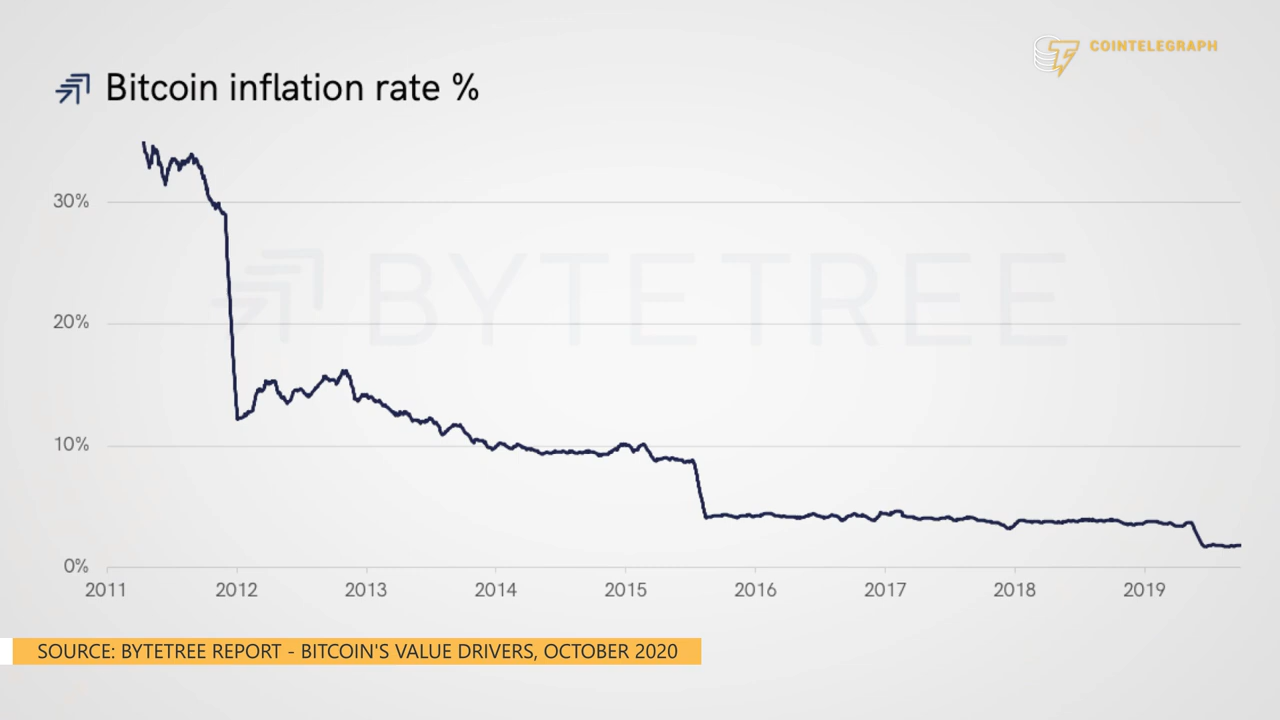 COINTELEGRAPH
Bitcoin inflation rate %
30%
BYTETREE
20%
10%
0%
2011 2012 2013 2014 2015 2016 2017 2018 2019
SOURCE: BYTETREE REPORT - BITCOIN'S VALUE DRIVERS, OCTOBER 2020